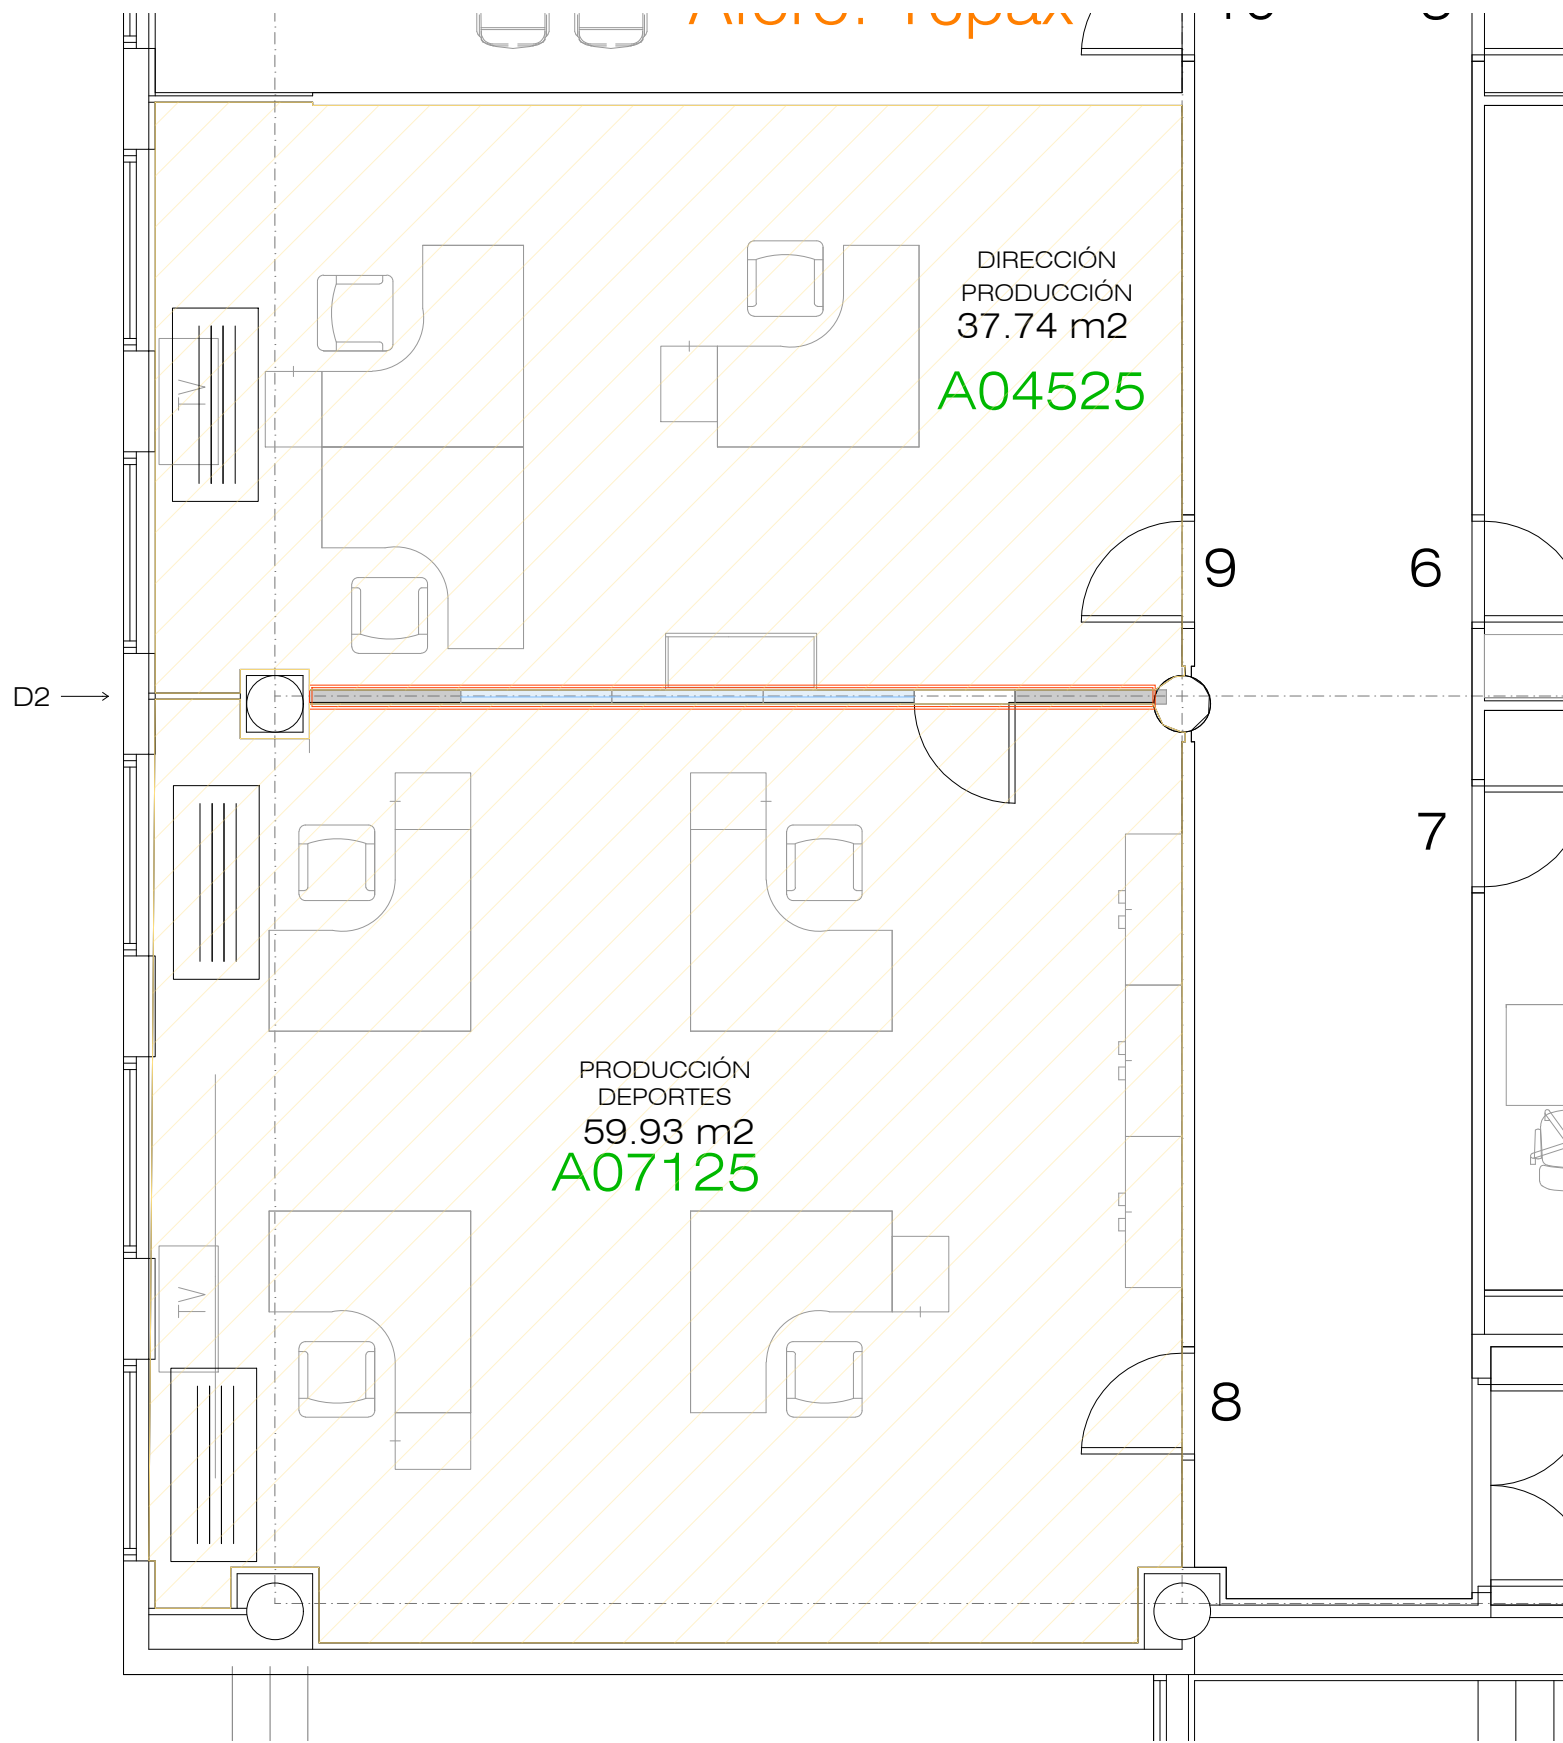 DIRECCIÓN
PRODUCCIÓN
37.74 m2
A04525
TV
9
6
D2
7
PRODUCCIÓN
DEPORTES
59.93 m2
A07125
TV
8